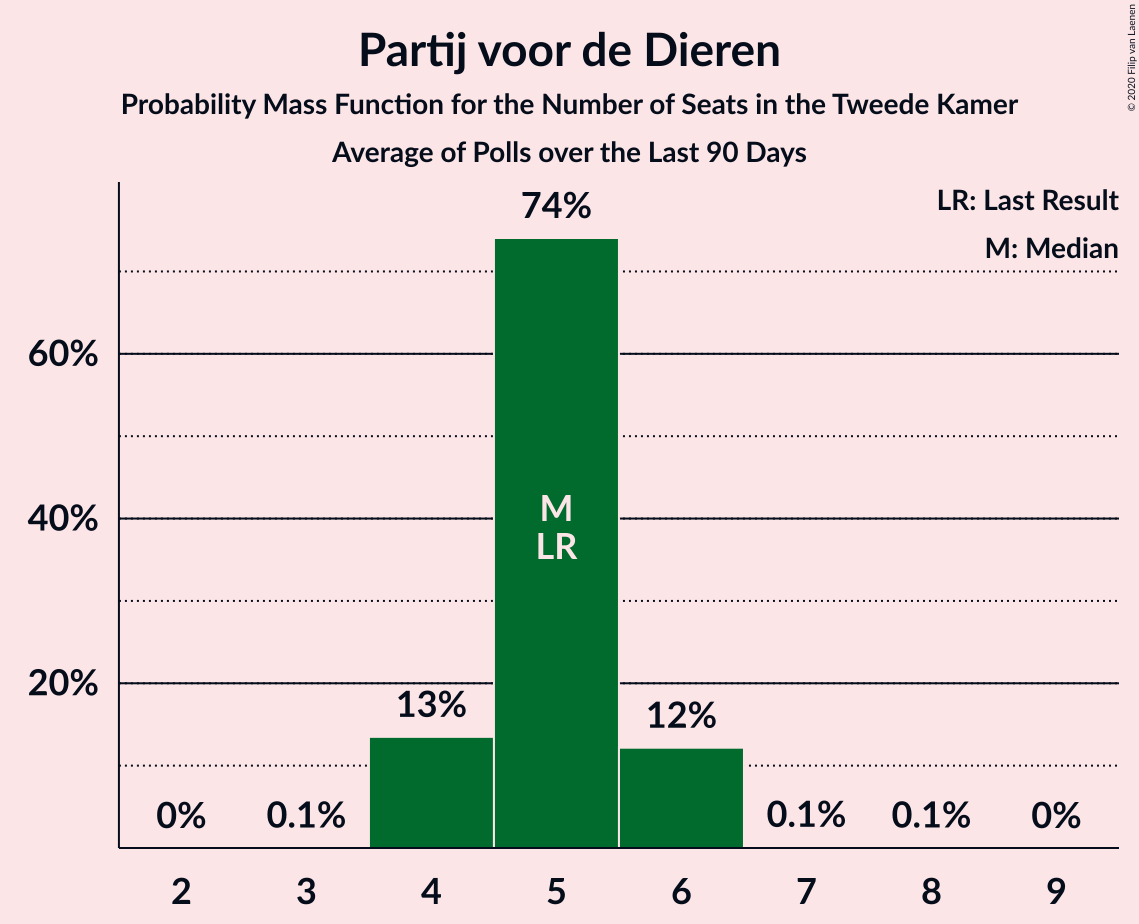 Partij voor de Dieren
Probability Mass Function for the Number of Seats in the Tweede Kamer
Average of Polls over the Last 90 Days
© 2020 Filip van Laenen
LR: Last Result
M: Median
74%
60%
40%
20%
M
LR
0%
0.1%
13%
12%
0.1%
0.1%
0%
2 3 4 5 6 7 8 9